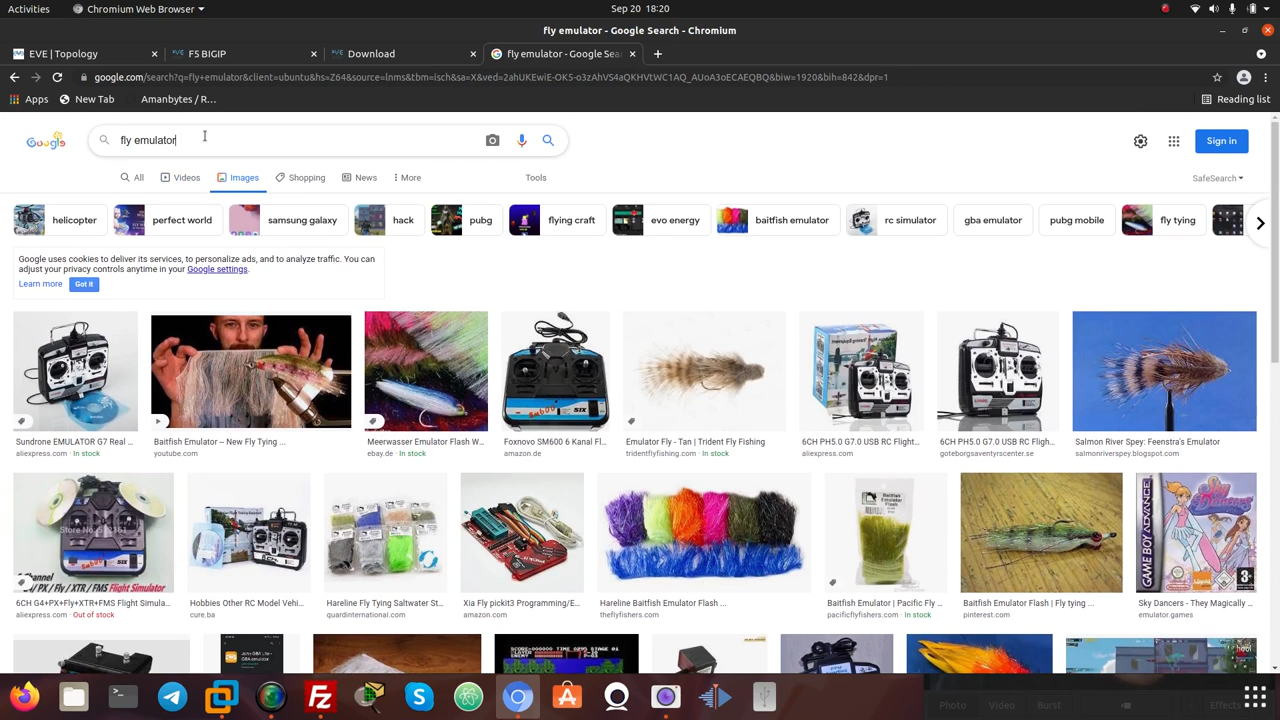 Activities
Chromium Web Browser
Sep 20 18:20
fly emulator - Google Search - Chromium
EVE | Topology
F5 BIGIP
Download
fly emulator - Google Sea
google.com/search?q=fly+emulator&client=ubuntu&hs=Z64&source=lnms&tbm=isch&sa=X&ved=2ahUKEwiE-OK5-o3zAhVS4aQKHVtWC1AQ_AUoA3oECAEQBQ&biw=1920&bih=842&dpr=1
Apps
New Tab
Amanbytes / R...
Reading list
Google
fly emulator
Sign in
All
Videos
Images
Shopping
News
More
Tools
SafeSearch
helicopter
perfect world
samsung galaxy
hack
pubg
flying craft
evo energy
baitfish emulator
rc simulator
gba emulator
pubg mobile
fly tying
Google uses cookies to deliver its services, to personalize ads, and to analyze traffic. You can
adjust your privacy controls anytime in your Google settings.
Learn more
Got it
Sundrone EMULATOR G7 Real ...
aliexpress.com · In stock
Baitfish Emulator -- New Fly Tying ...
youtube.com
Meerwasser Emulator Flash W...
ebay.de · In stock
Foxnovo SM600 6 Kanal Fl...
amazon.de
Emulator Fly - Tan | Trident Fly Fishing
tridentflyfishing.com · In stock
6CH PH5.0 G7.0 USB RC Flight...
aliexpress.com
6CH PH5.0 G7.0 USB RC Fligh...
goteborgsaventyrscenter.se
Salmon River Spey: Feenstra's Emulator
salmonriverspey.blogspot.com
6CH G4+PX+Fly+XTR+FMS Flight Simula...
aliexpress.com · Out of stock
Hobbies Other RC Model Vehi...
cure.ba
Hareline Fly Tying Saltwater St...
quardinternational.com
Xia Fly pickit3 Programming/E...
amazon.com
Hareline Baitfish Emulator Flash ...
theflyfishers.com
Baitfish Emulator | Pacific Fly ...
pacificflyfishers.com · In stock
Baitfish Emulator Flash | Fly tying ...
pinterest.com
Sky Dancers - They Magically ...
emulator.games
Photo
Video
Burst
Effects